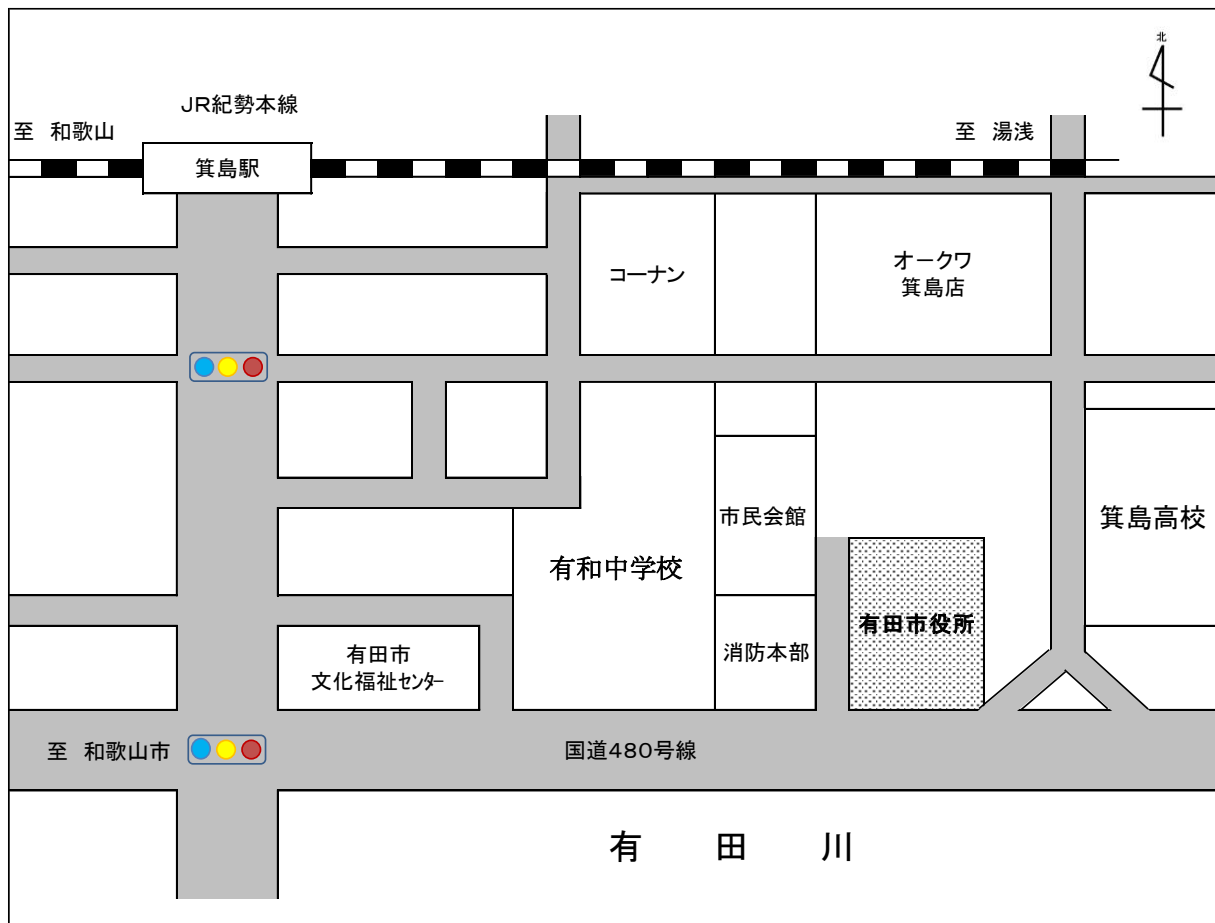 北
JR紀勢本線
至 和歌山
至 湯浅
箕島駅
コーナン
オークワ
箕島店
市民会館
箕島高校
有和中学校
有田市役所
消防本部
有田市
文化福祉センター
至 和歌山市
国道480号線
有 田 川